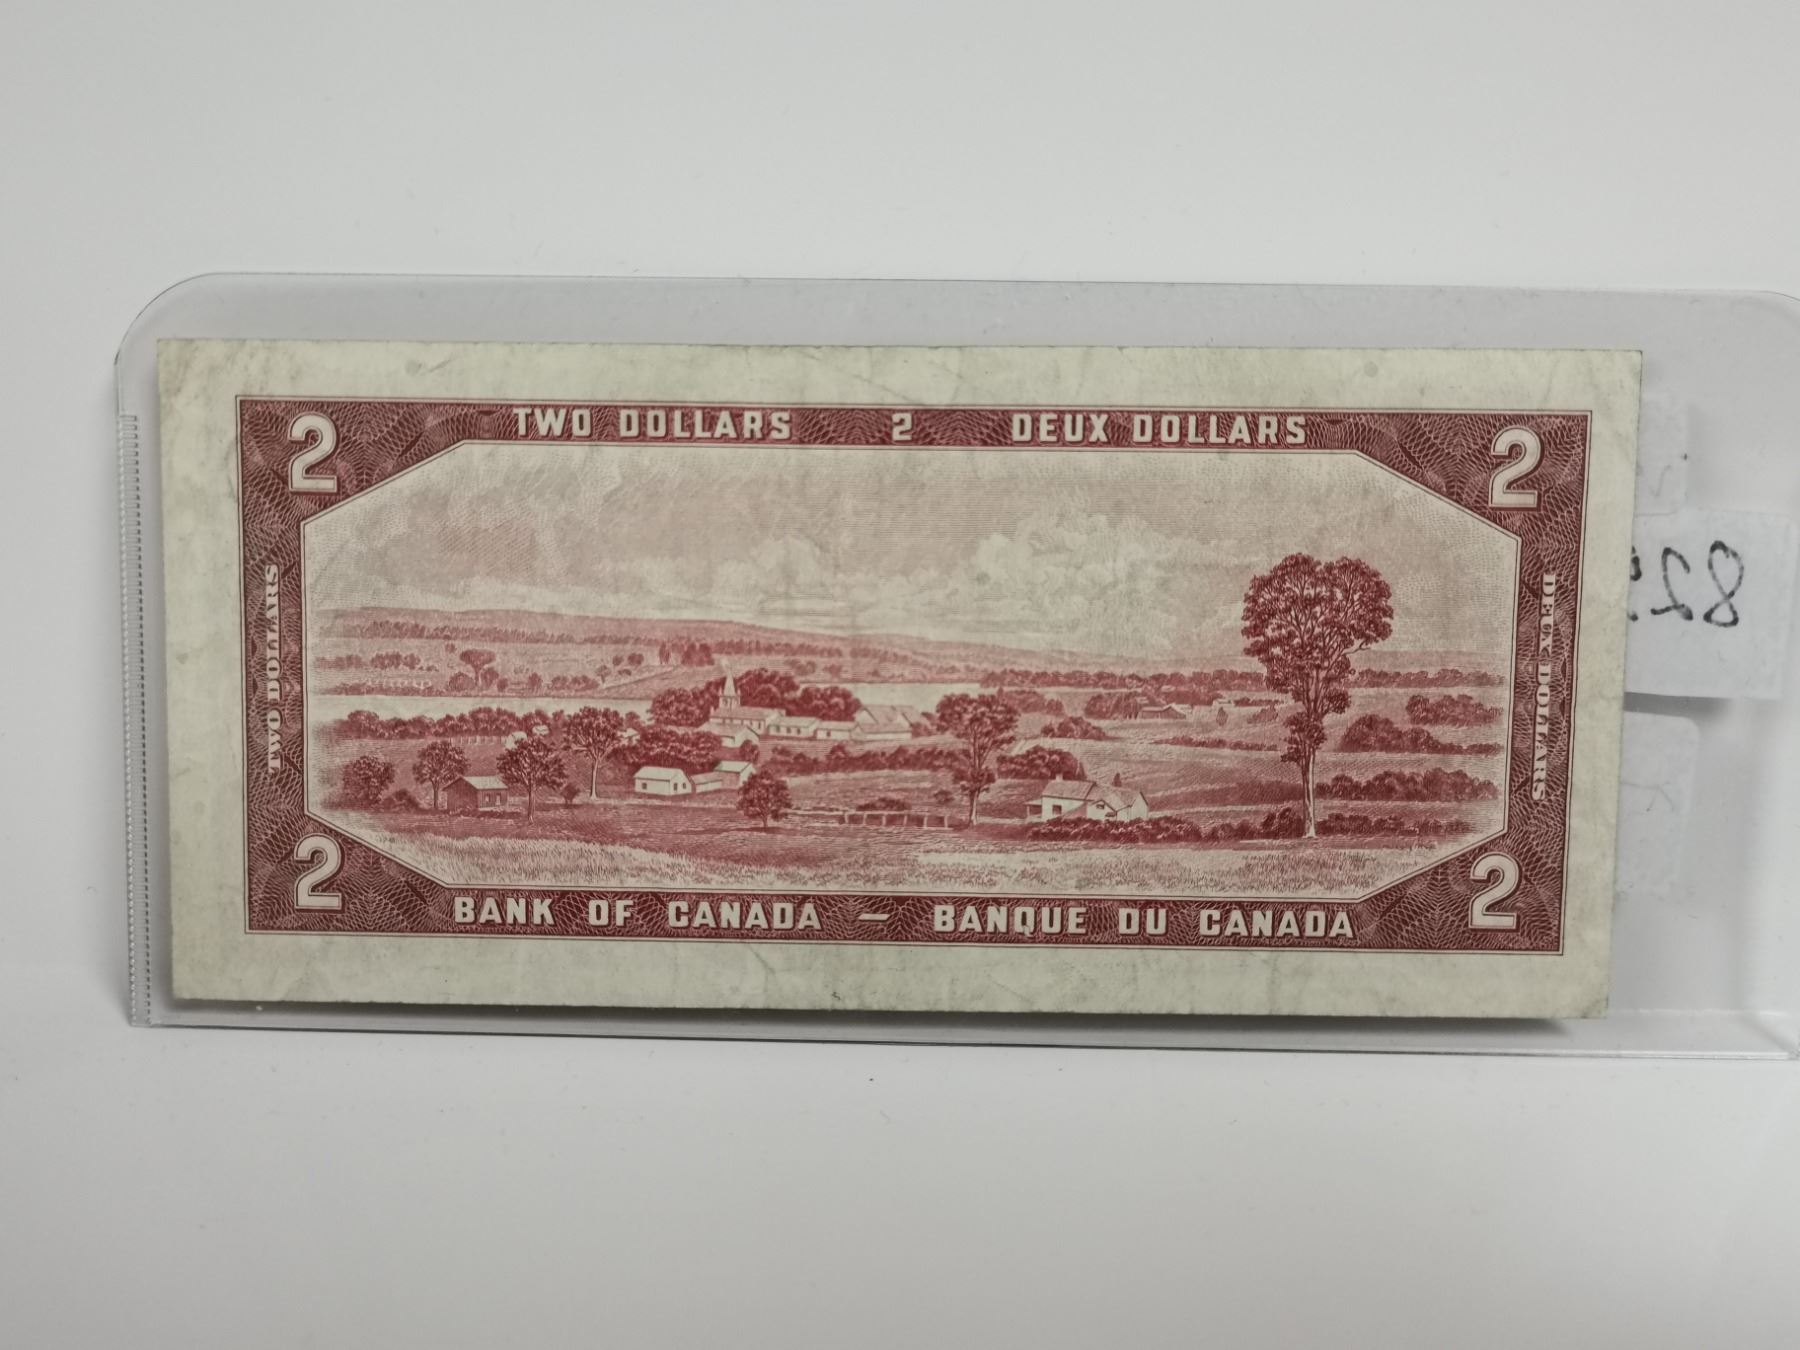 TWO DOLLARS 2 DEUX DOLLARS
2 2
TWO DOLLARS
DEUX DOLLARS
2 2
BANK OF CANADA — BANQUE DU CANADA